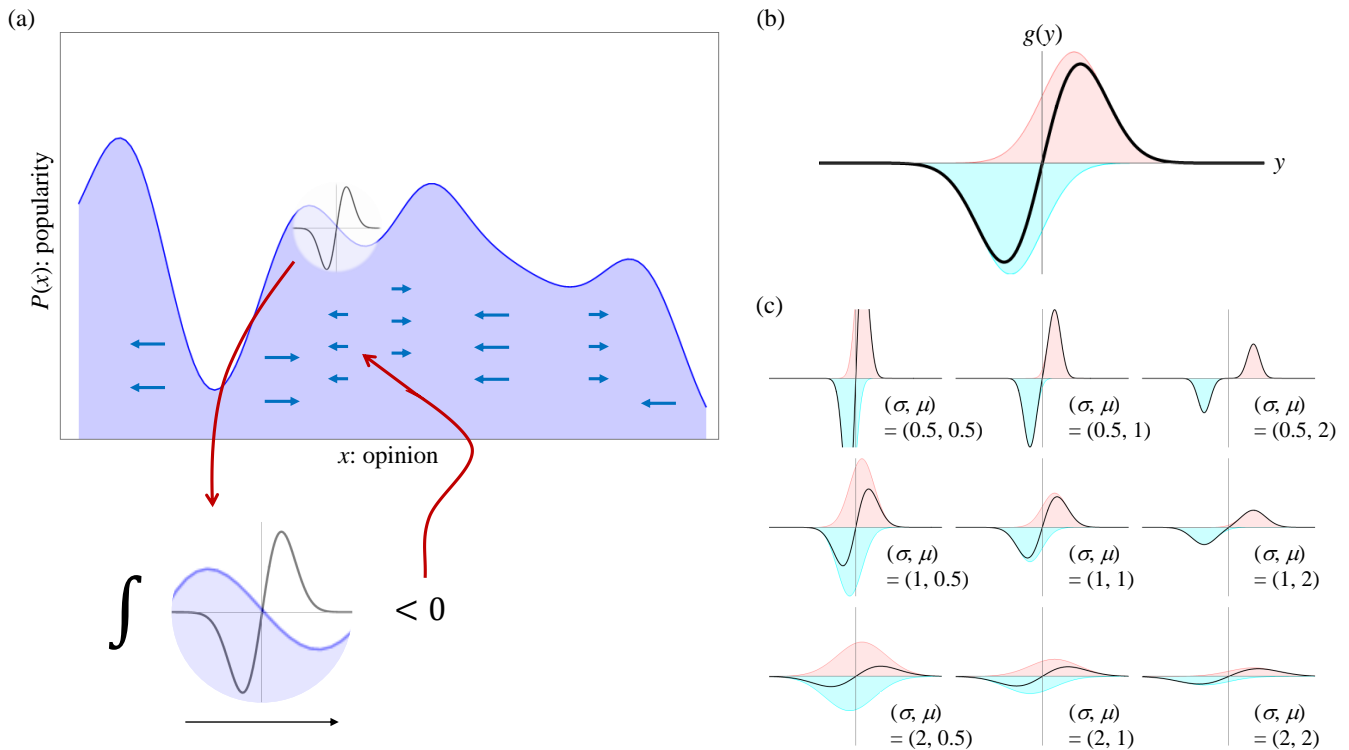 (a)
P(x): popularity
x: opinion
∫
< 0
(b)
g(y)
y
(c)
(σ, μ)
= (0.5, 0.5)
(σ, μ)
= (0.5, 1)
(σ, μ)
= (0.5, 2)
(σ, μ)
= (1, 0.5)
(σ, μ)
= (1, 1)
(σ, μ)
= (1, 2)
(σ, μ)
= (2, 0.5)
(σ, μ)
= (2, 1)
(σ, μ)
= (2, 2)